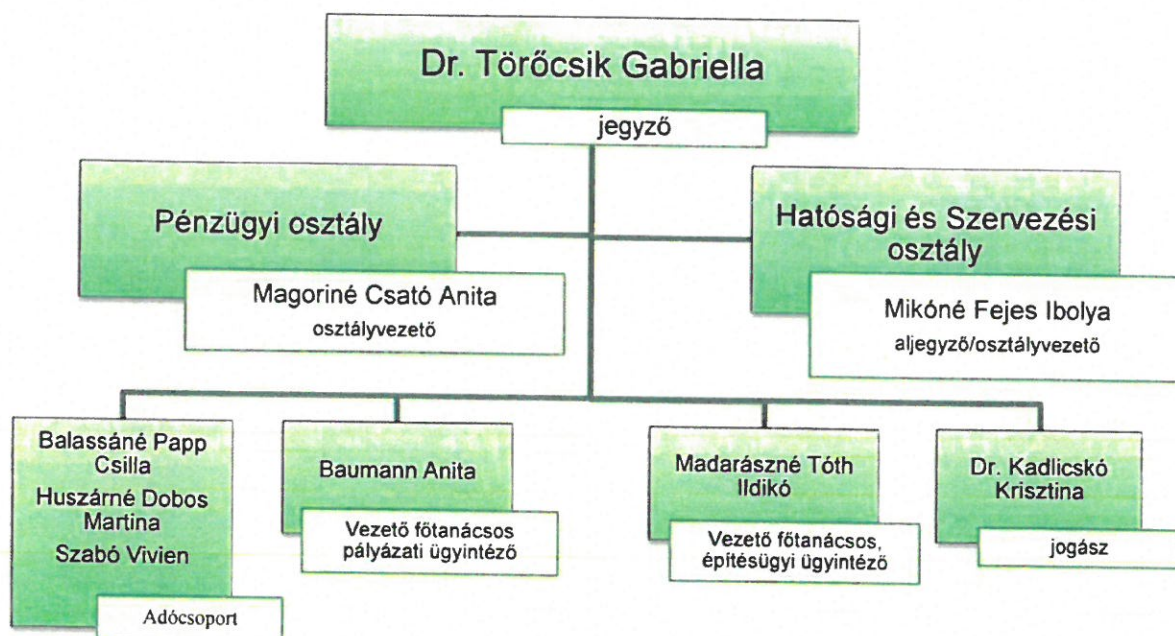 Dr. Törőcsik Gabriella
jegyző
Pénzügyi osztály
Magoriné Csató Anita
osztályvezető
Hatósági és Szervezési
osztály
Mikóné Fejes Ibolya
aljegyző/osztályvezető
Balassáné Papp
Csilla
Huszárné Dobos
Martina
Szabó Vivien
Adócsoport
Baumann Anita
Vezető főtanácsos
pályázati ügyintéző
Madarászné Tóth
Ildikó
Vezető főtanácsos,
építésügyi ügyintéző
Dr. Kadlicskó
Krisztina
jogász